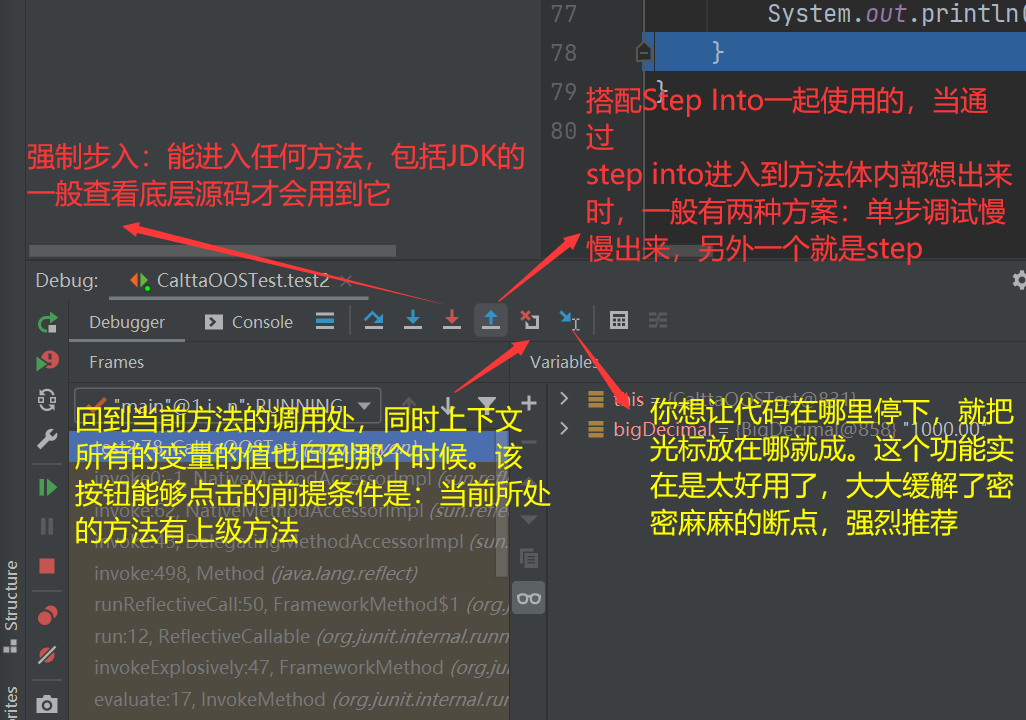 77 System.out.println(
78 }
79 }
80
搭配Step Into一起使用的，当通
过
step into进入到方法体内部想出来
时，一般有两种方案：单步调试慢
慢出来，另外一个就是step
强制步入：能进入任何方法，包括JDK的
一般查看底层源码才会用到它
Debug: CalttaOOSTest.test2
Debugger Console
Frames
Variables
"main"@1 i n": RUNNING
this = {CalttaOOSTest@831}
bigDecimal = {BigDecimal@858} "1000.00"
回到当前方法的调用处，同时上下文
所有的变量的值也回到那个时候。该
按钮能够点击的前提条件是：当前所处
的方法有上级方法
你想让代码在哪里停下，就把
光标放在哪就成。这个功能实
在是太好用了，大大缓解了密
密麻麻的断点，强烈推荐
test2:78, CalttaOOSTest
invoke0:-1, NativeMethodAccessorImpl (sun.refle
invoke:62, NativeMethodAccessorImpl (sun.refle
invoke:43, DelegatingMethodAccessorImpl (sun.
invoke:498, Method (java.lang.reflect)
runReflectiveCall:50, FrameworkMethod$1 (org.j
run:12, ReflectiveCallable (org.junit.internal.runn
invokeExplosively:47, FrameworkMethod (org.ju
evaluate:17, InvokeMethod (org.junit.internal.run
Structure
rites